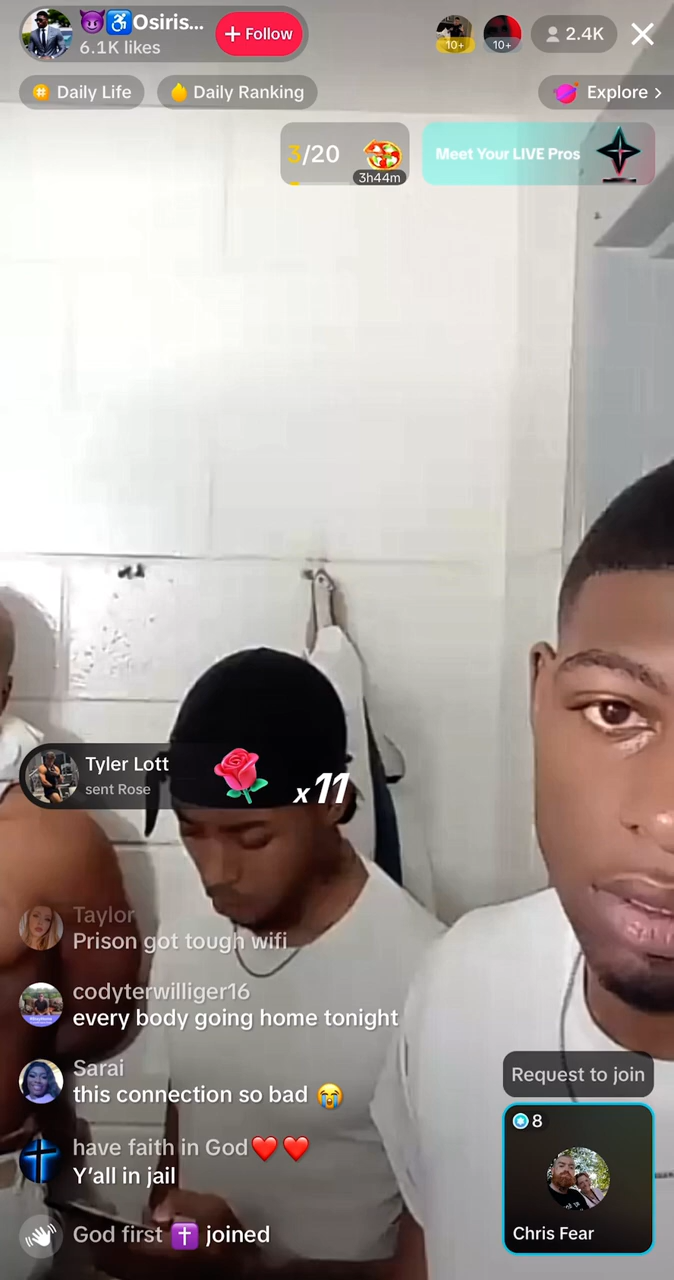 😈♿Osiris...
6.1K likes
+ Follow
10+
10+
2.4K
Daily Life
Daily Ranking
Explore >
3/20
3h44m
Meet Your LIVE Pros
Tyler Lott
sent Rose
x11
Taylor
Prison got tough wifi
codyterwilliger16
every body going home tonight
Sarai
this connection so bad 😭
have faith in God❤️❤️
Y'all in jail
God first ✝️ joined
Request to join
8
Chris Fear